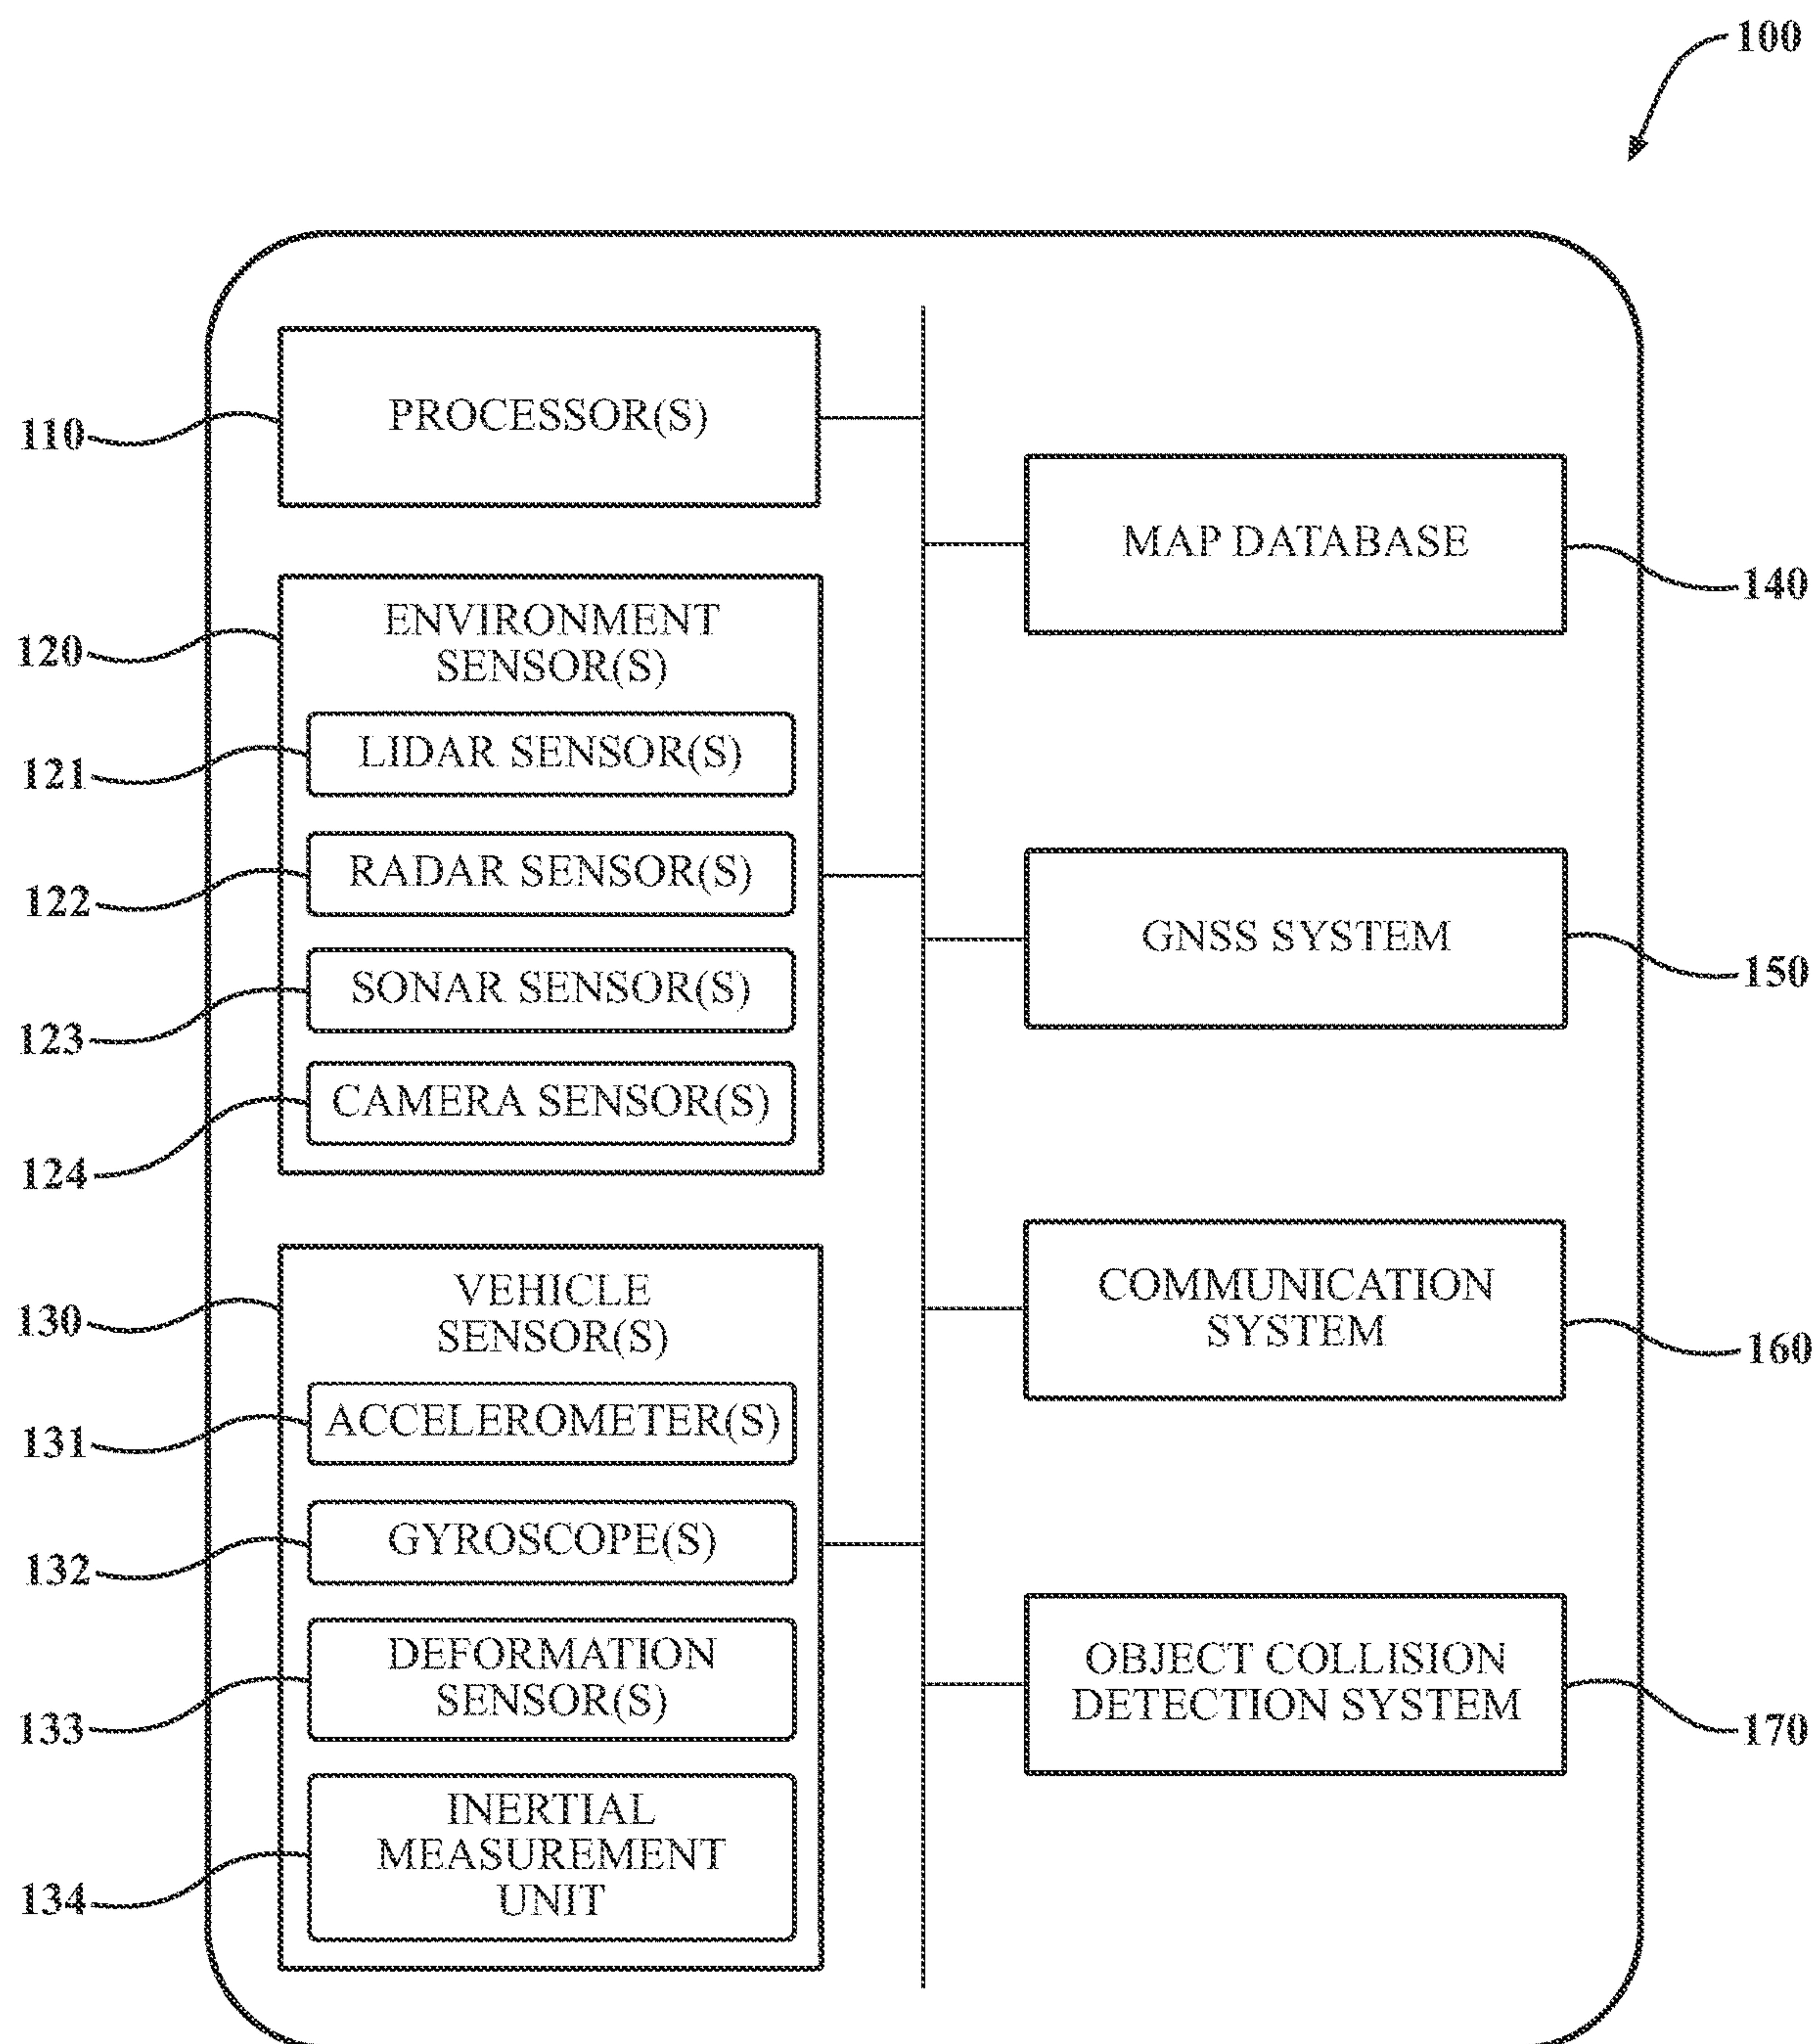 100
110
PROCESSOR(S)
MAP DATABASE
140
120
ENVIRONMENT
SENSOR(S)
121
LIDAR SENSOR(S)
122
RADAR SENSOR(S)
GNSS SYSTEM
150
123
SONAR SENSOR(S)
124
CAMERA SENSOR(S)
130
VEHICLE
SENSOR(S)
COMMUNICATION
SYSTEM
160
131
ACCELEROMETER(S)
132
GYROSCOPE(S)
133
DEFORMATION
SENSOR(S)
OBJECT COLLISION
DETECTION SYSTEM
170
134
INERTIAL
MEASUREMENT
UNIT